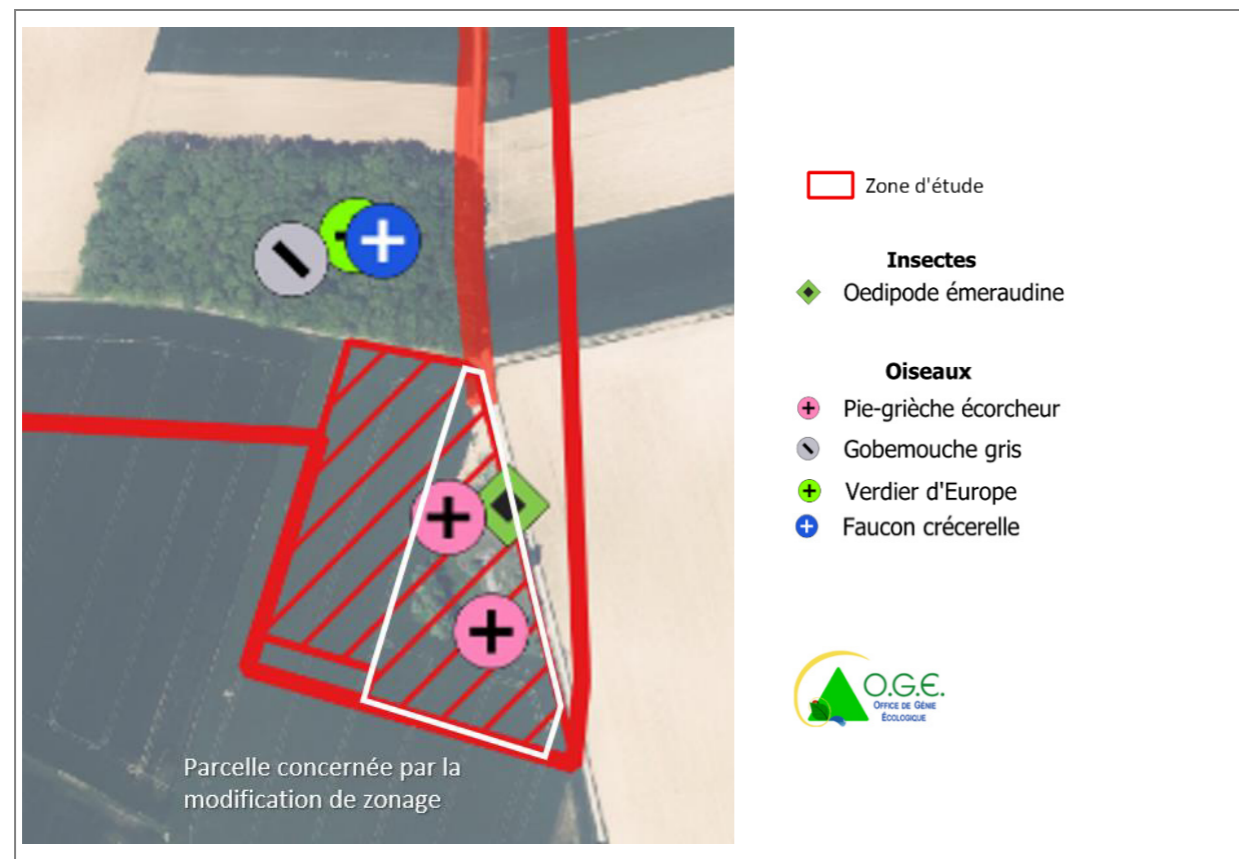 Zone d'étude
Insectes
Oedipode émeraudine
Oiseaux
Pie-grièche écorcheur
Gobemouche gris
Verdier d'Europe
Faucon crécerelle
O.G.E.
OFFICE DE GÉNIE
ÉCOLOGIQUE
Parcelle concernée par la
modification de zonage